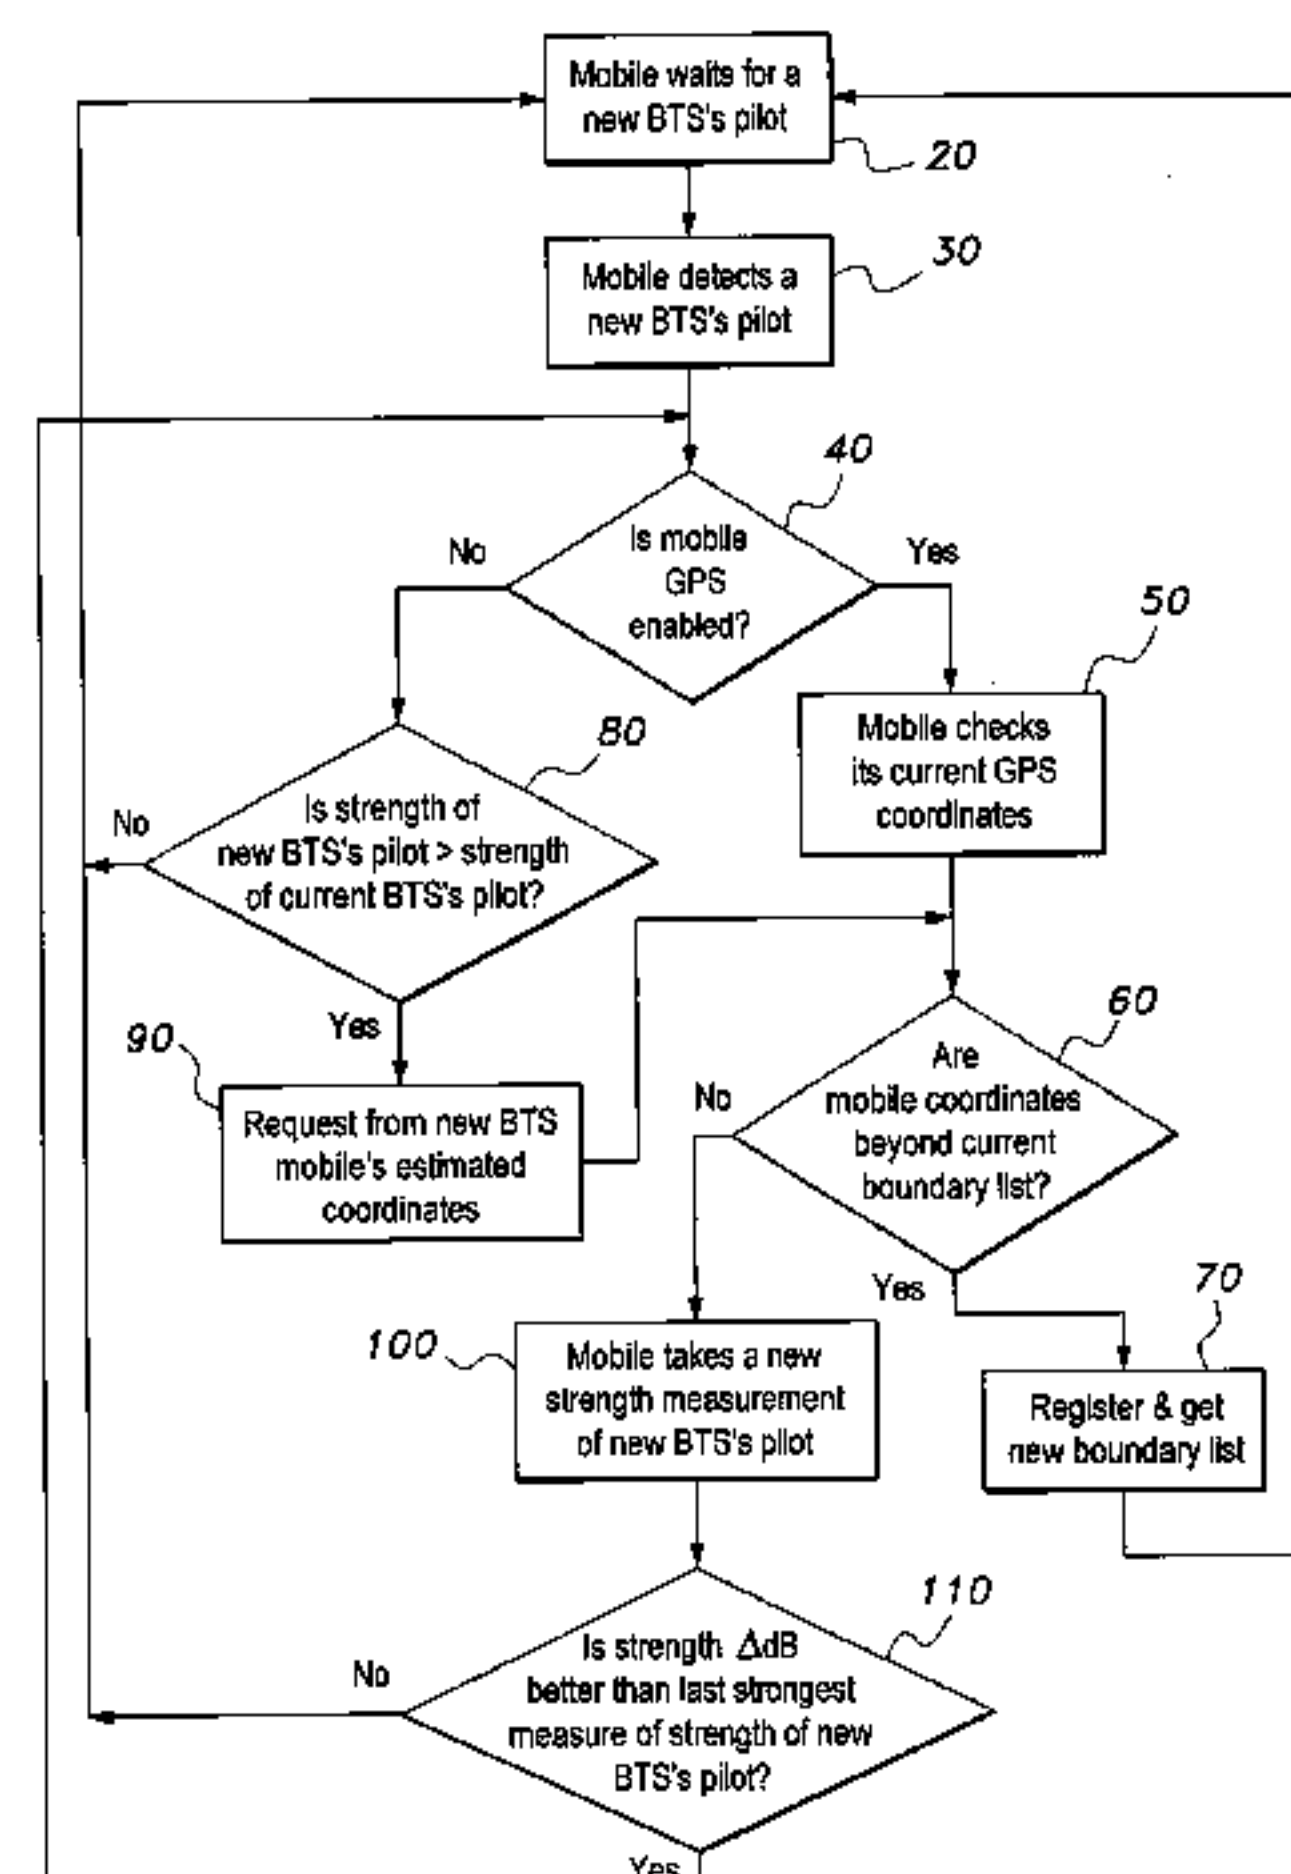 Mobile waits for a
new BTS's pilot
20
Mobile detects a
new BTS's pilot
30
40
Is mobile
GPS
enabled?
No
Yes
50
Mobile checks
its current GPS
coordinates
80
Is strength of
new BTS's pilot > strength
of current BTS's pilot?
No
Yes
90
Request from new BTS
mobile's estimated
coordinates
60
Are
mobile coordinates
beyond current
boundary list?
No
Yes
70
Register & get
new boundary list
100
Mobile takes a new
strength measurement
of new BTS's pilot
110
Is strength ΔdB
better than last strongest
measure of strength of new
BTS's pilot?
No
Yes